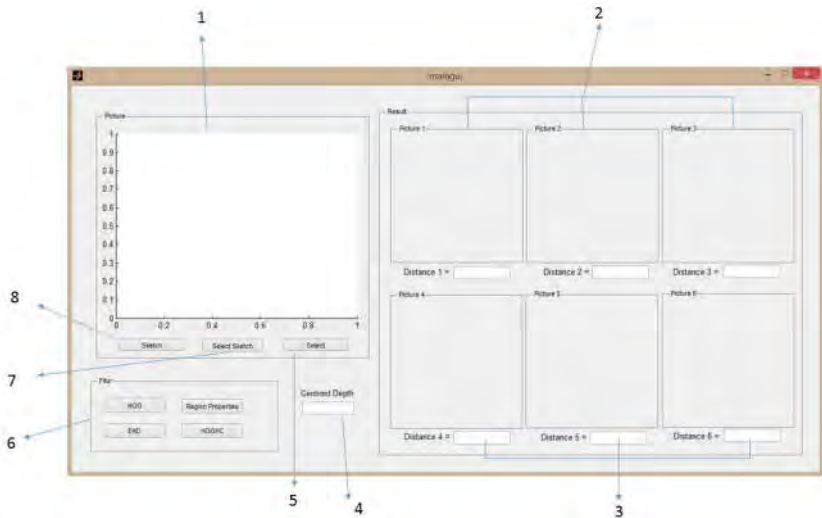 1
2
maingui
Picture
1
0.9
0.8
0.7
0.6
0.5
0.4
0.3
0.2
0.1
0
0 0.2 0.4 0.6 0.8 1
Sketch Select Sketch Select
Filter
HOG Region Properties
EHD
Centroid Depth
Result
Picture 1 Picture 2 Picture 3
Distance 1 = Distance 2 = Distance 3 =
Picture 4 Picture 5 Picture 6
Distance 4 = Distance 5 = Distance 6 =
8
7
6
5
4
3